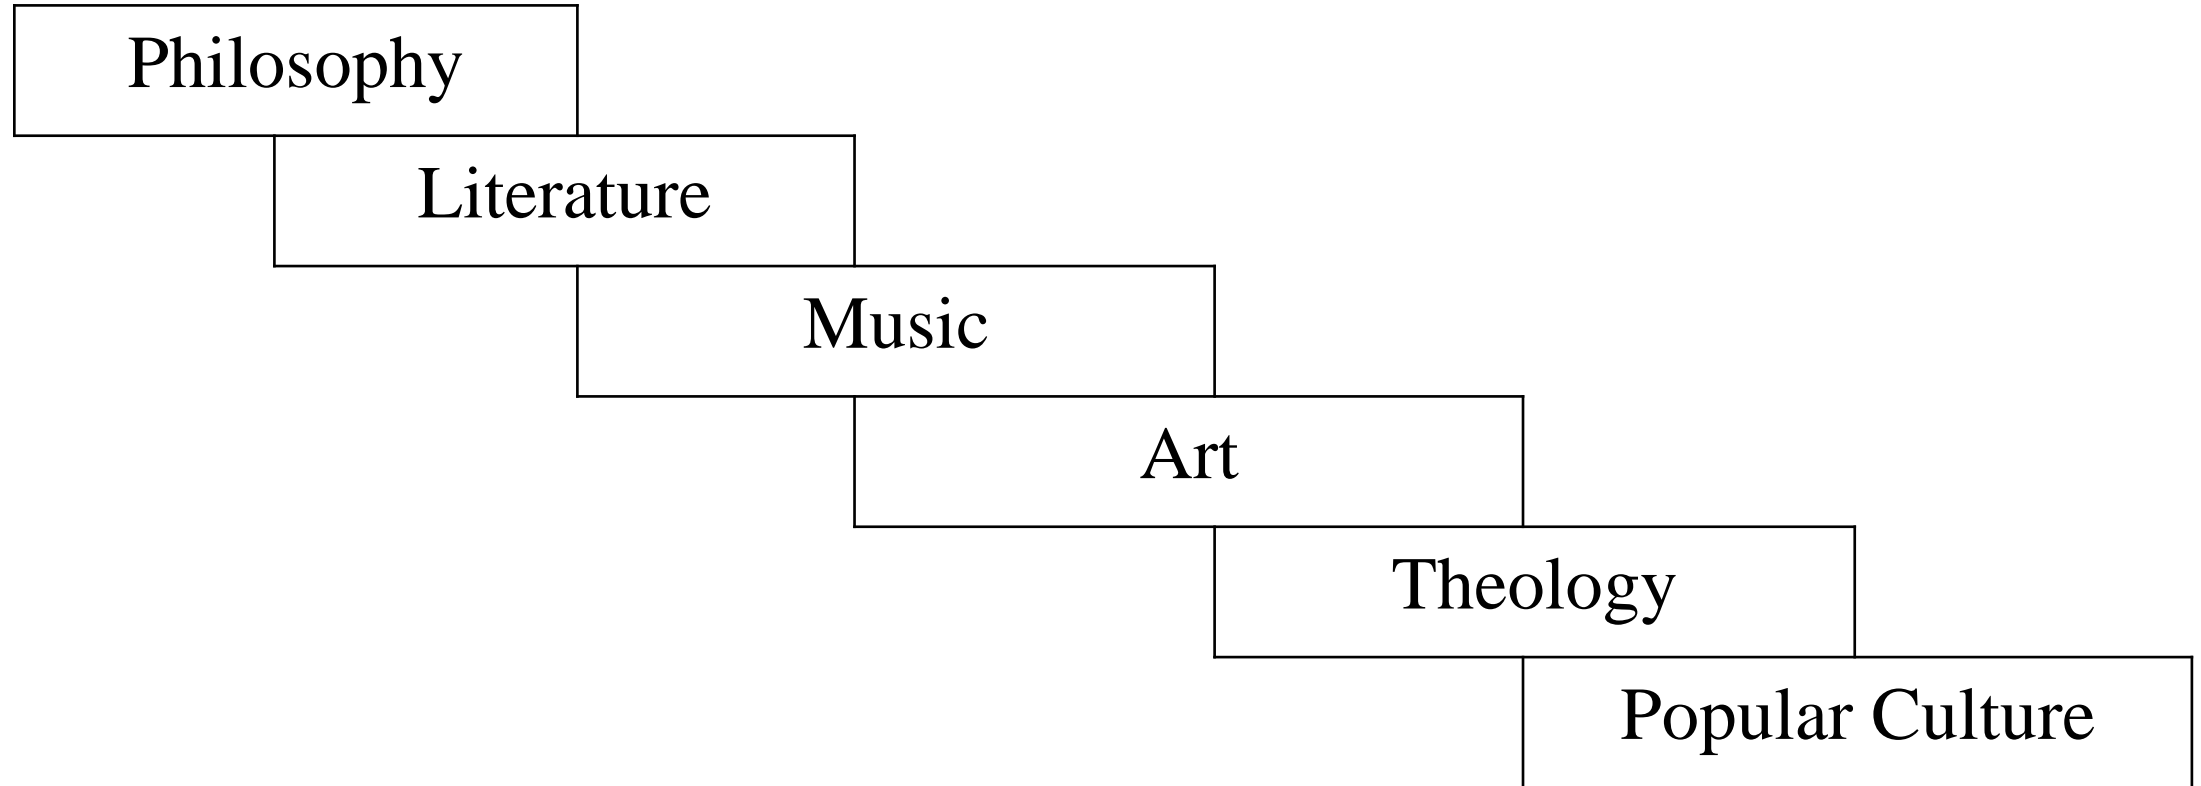 Philosophy
Literature
Music
Art
Theology
Popular Culture